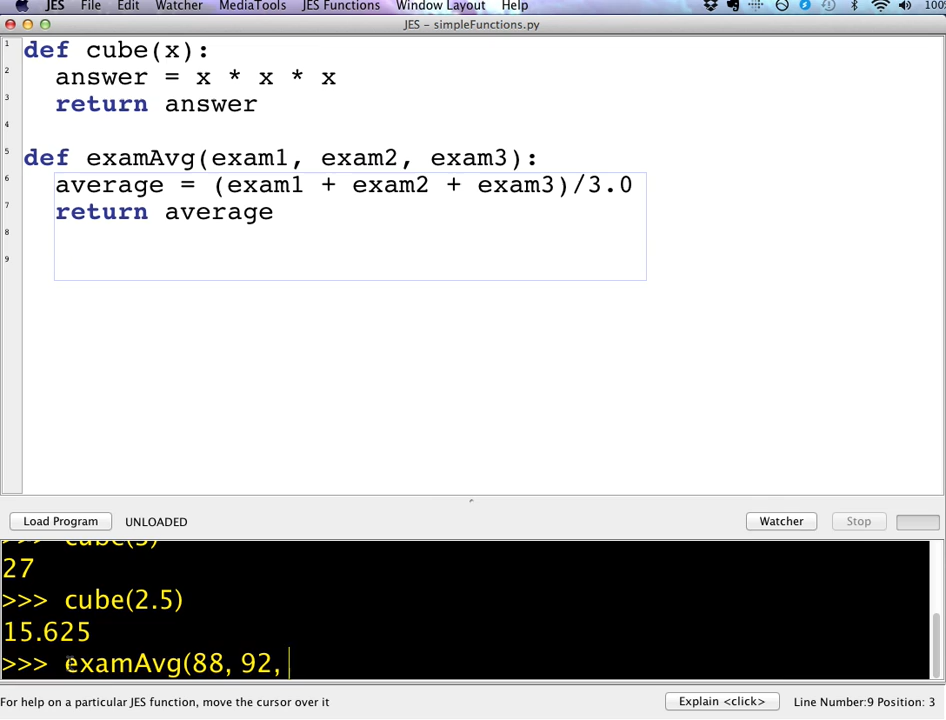 JES File Edit Watcher MediaTools JES Functions Window Layout Help
JES - simpleFunctions.py
1 def cube(x):
2 answer = x * x * x
3 return answer
4
5 def examAvg(exam1, exam2, exam3):
6 average = (exam1 + exam2 + exam3)/3.0
7 return average
8
9
Load Program UNLOADED Watcher Stop
>>> cube(3)
27
>>> cube(2.5)
15.625
>>> examAvg(88, 92,
For help on a particular JES function, move the cursor over it Explain <click> Line Number:9 Position: 3